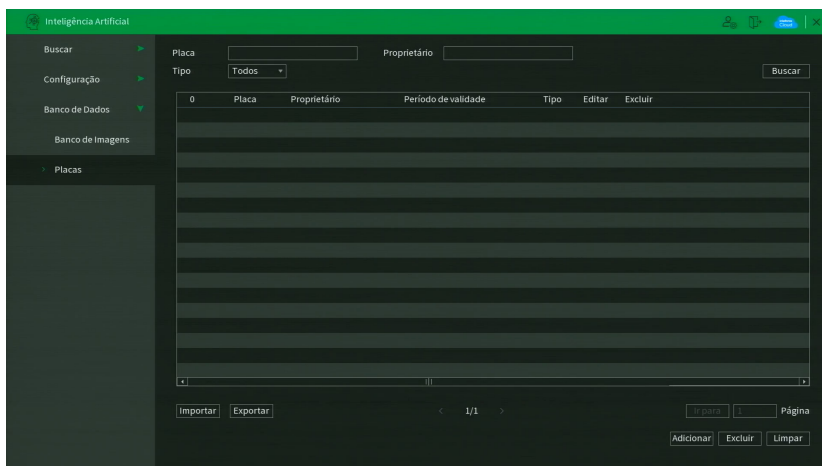 Inteligência Artificial
Buscar
Configuração
Banco de Dados
Banco de Imagens
Placas
Placa
Proprietário
Tipo
Todos
Buscar
0 Placa Proprietário Período de validade Tipo Editar Excluir
Importar Exportar
1/1
Ir para 1 Página
Adicionar Excluir Limpar